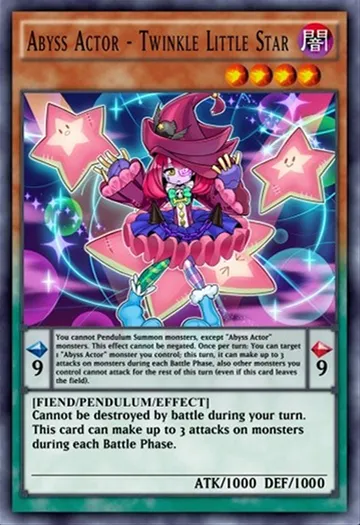 Abyss Actor - Twinkle Little Star
闇
You cannot Pendulum Summon monsters, except "Abyss Actor"
monsters. This effect cannot be negated. Once per turn: You can target
1 "Abyss Actor" monster you control; this turn, it can make up to 3
attacks on monsters during each Battle Phase, also other monsters you
control cannot attack for the rest of this turn (even if this card leaves
the field).
9 9
[FIEND/PENDULUM/EFFECT]
Cannot be destroyed by battle during your turn.
This card can make up to 3 attacks on monsters
during each Battle Phase.
ATK/1000 DEF/1000